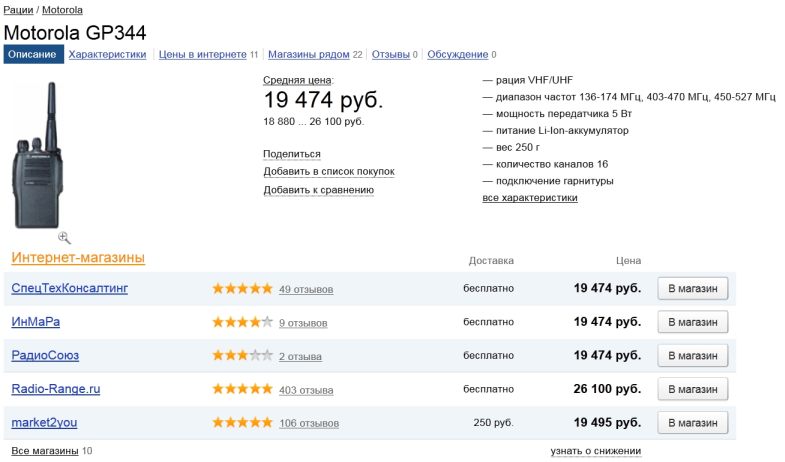 Рации / Motorola
Motorola GP344
Описание Характеристики Цены в интернете 11 Магазины рядом 22 Отзывы 0 Обсуждение 0
Средняя цена:
19 474 руб.
18 880 ... 26 100 руб.
Поделиться
Добавить в список покупок
Добавить к сравнению
— рация VHF/UHF
— диапазон частот 136-174 МГц, 403-470 МГц, 450-527 МГц
— мощность передатчика 5 Вт
— питание Li-Ion-аккумулятор
— вес 250 г
— количество каналов 16
— подключение гарнитуры
все характеристики
Интернет-магазины Доставка Цена
СпецТехКонсалтинг 49 отзывов бесплатно 19 474 руб. В магазин
ИнМаРа 9 отзывов бесплатно 19 474 руб. В магазин
РадиоСоюз 2 отзыва бесплатно 19 474 руб. В магазин
Radio-Range.ru 403 отзыва бесплатно 26 100 руб. В магазин
market2you 106 отзывов 250 руб. 19 495 руб. В магазин
Все магазины 10 узнать о снижении